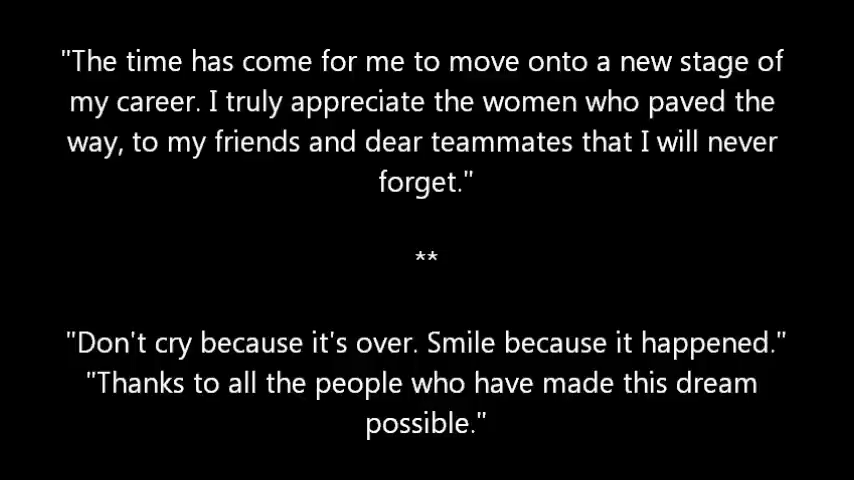 "The time has come for me to move onto a new stage of
my career. I truly appreciate the women who paved the
way, to my friends and dear teammates that I will never
forget."
**
"Don't cry because it's over. Smile because it happened."
"Thanks to all the people who have made this dream
possible."